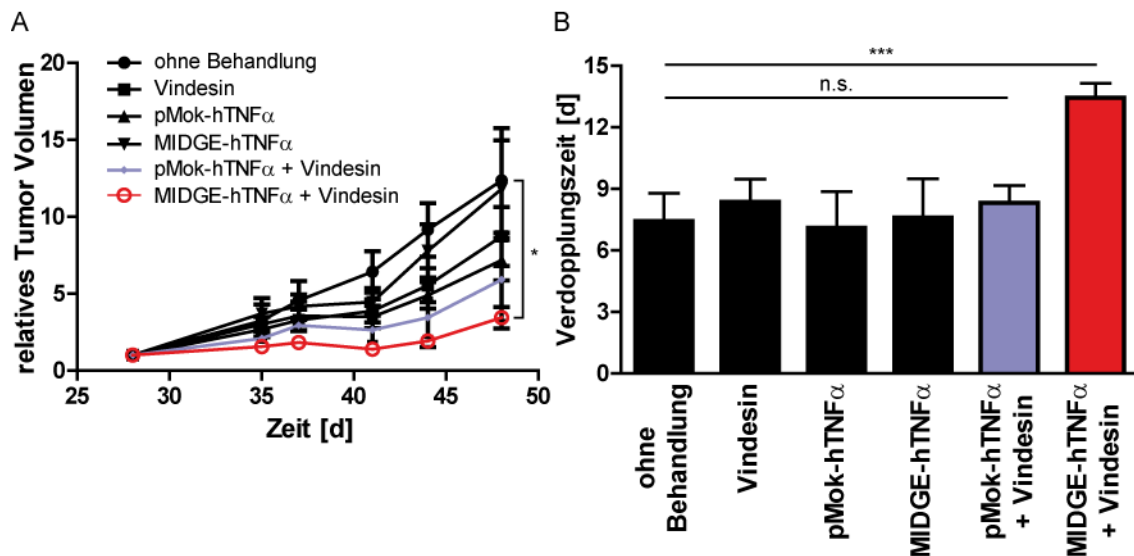 A
relatives Tumor Volumen
20
15
10
5
0
25
30
35
40
45
50
Zeit [d]
ohne Behandlung
Vindesin
pMok-hTNFα
MIDGE-hTNFα
pMok-hTNFα + Vindesin
MIDGE-hTNFα + Vindesin
*
B
Verdopplungszeit [d]
15
12
9
6
3
0
***
n.s.
ohne
Behandlung
Vindesin
pMok-hTNFα
MIDGE-hTNFα
pMok-hTNFα
+ Vindesin
MIDGE-hTNFα
+ Vindesin